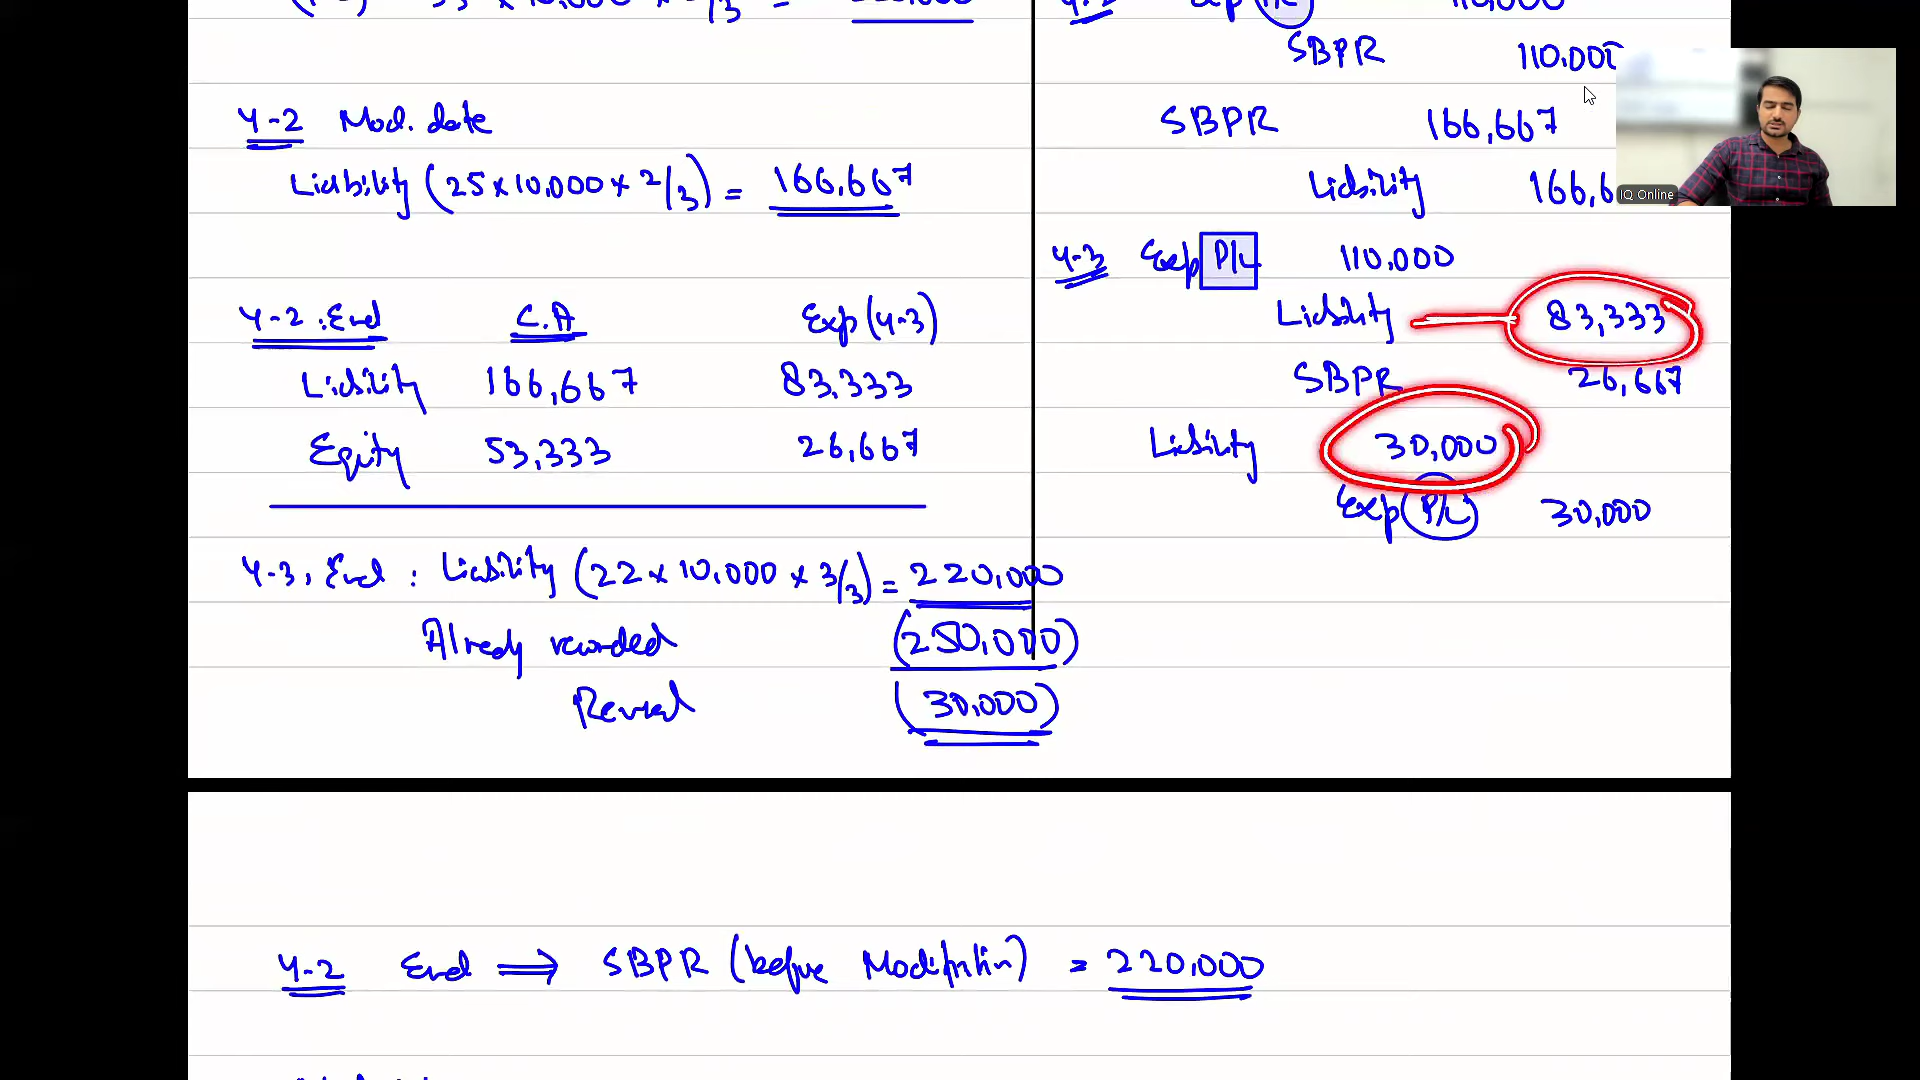 Y-2 Mod. date
Liability (25 x 10,000 x 2/3) = 166,667
Y-2 : End C.A Exp (Y-3)
Liability 166,667 83,333
Equity 53,333 26,667
Y-3, End : Liability (22 x 10,000 x 3/3) = 220,000
Already recorded (250,000)
(30,000)
SBPR 110,000
SBPR 166,667
Liability 166,6
Y-3 Exp P/L 110,000
Liability 83,333
SBPR 26,667
Liability 30,000
Exp (P/L) 30,000
IQ Online
Y-2 End ⇒ SBPR (before Modification) = 220,000